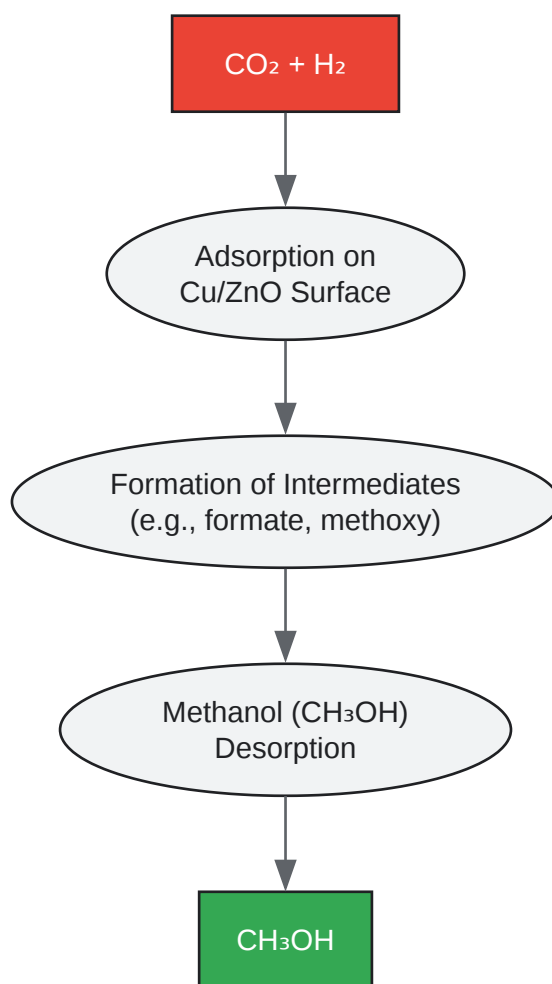 CO₂ + H₂
Adsorption on
Cu/ZnO Surface
Formation of Intermediates
(e.g., formate, methoxy)
Methanol (CH₃OH)
Desorption
CH₃OH